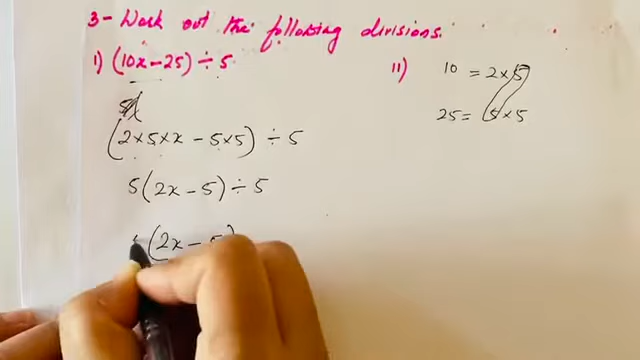 3- Work out the following divisions.
i) (10x-25) ÷ 5
(2×5×x - 5×5) ÷ 5
5(2x - 5) ÷ 5
(2x - 5)
ii) 10 = 2×5
25 = 5×5